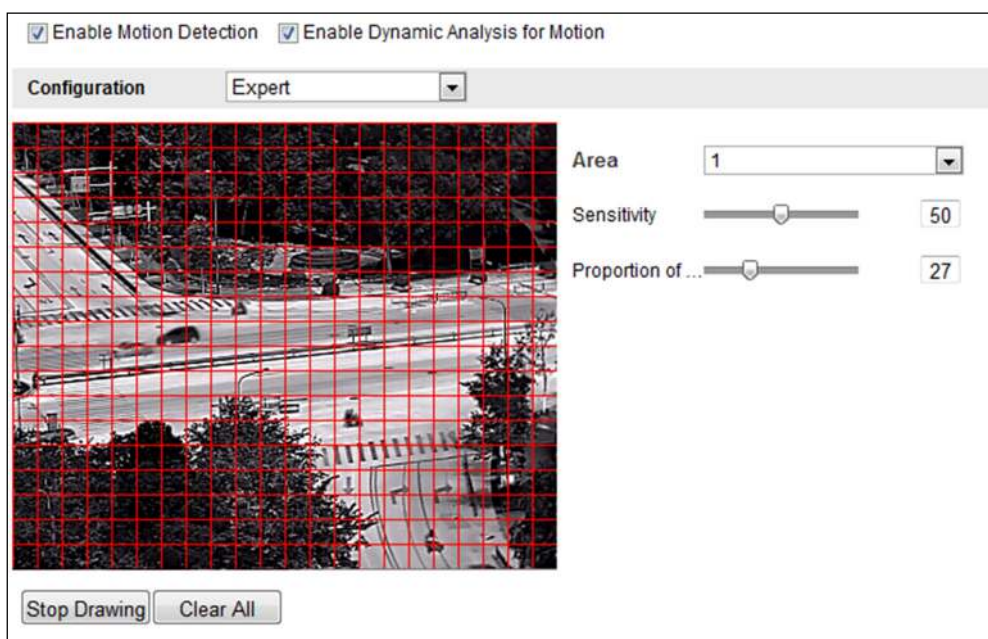 Enable Motion Detection Enable Dynamic Analysis for Motion
Configuration Expert
Area 1
Sensitivity 50
Proportion of ... 27
Stop Drawing Clear All